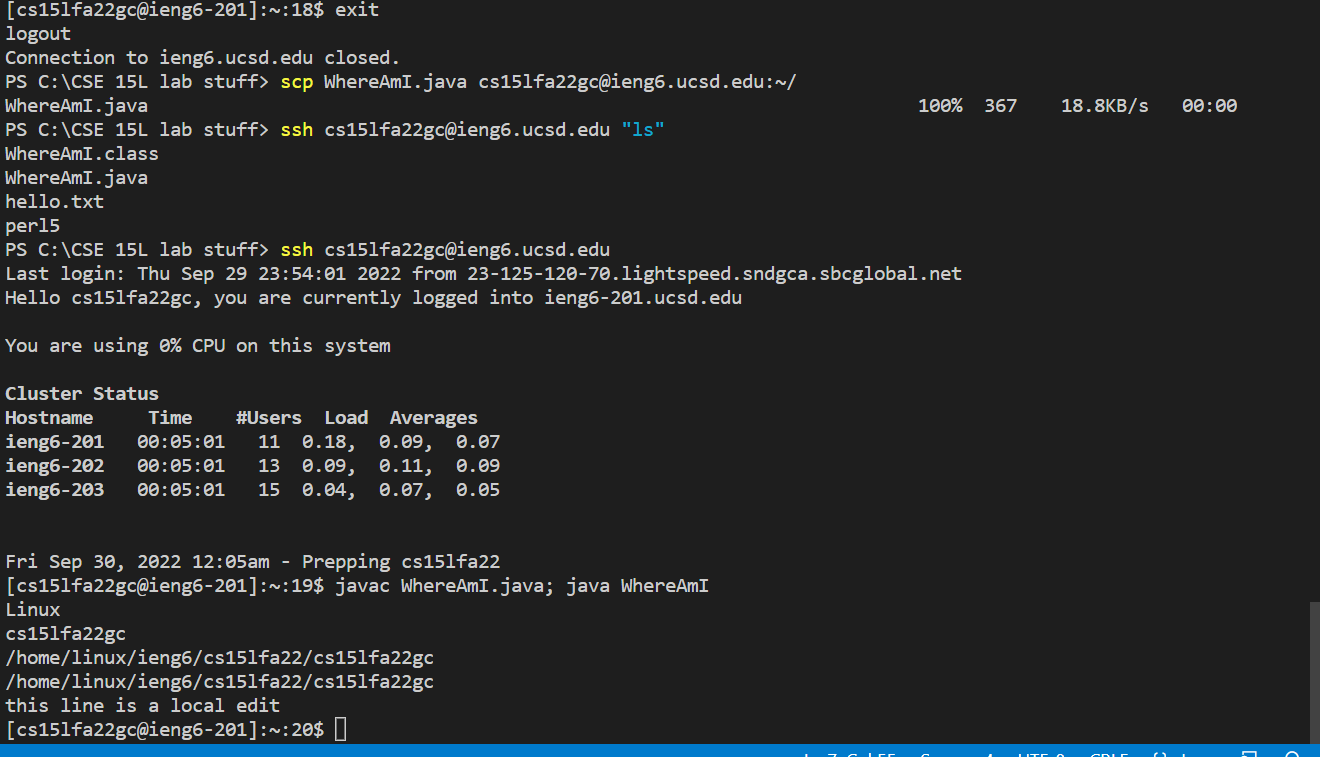 [cs15lfa22gc@ieng6-201]:~:18$ exit
logout
Connection to ieng6.ucsd.edu closed.
PS C:\CSE 15L lab stuff> scp WhereAmI.java cs15lfa22gc@ieng6.ucsd.edu:~/
WhereAmI.java 100% 367 18.8KB/s 00:00
PS C:\CSE 15L lab stuff> ssh cs15lfa22gc@ieng6.ucsd.edu "ls"
WhereAmI.class
WhereAmI.java
hello.txt
perl5
PS C:\CSE 15L lab stuff> ssh cs15lfa22gc@ieng6.ucsd.edu
Last login: Thu Sep 29 23:54:01 2022 from 23-125-120-70.lightspeed.sndgca.sbcglobal.net
Hello cs15lfa22gc, you are currently logged into ieng6-201.ucsd.edu
You are using 0% CPU on this system
Cluster Status
Hostname Time #Users Load Averages
ieng6-201 00:05:01 11 0.18, 0.09, 0.07
ieng6-202 00:05:01 13 0.09, 0.11, 0.09
ieng6-203 00:05:01 15 0.04, 0.07, 0.05
Fri Sep 30, 2022 12:05am - Prepping cs15lfa22
[cs15lfa22gc@ieng6-201]:~:19$ javac WhereAmI.java; java WhereAmI
Linux
cs15lfa22gc
/home/linux/ieng6/cs15lfa22/cs15lfa22gc
/home/linux/ieng6/cs15lfa22/cs15lfa22gc
this line is a local edit
[cs15lfa22gc@ieng6-201]:~:20$